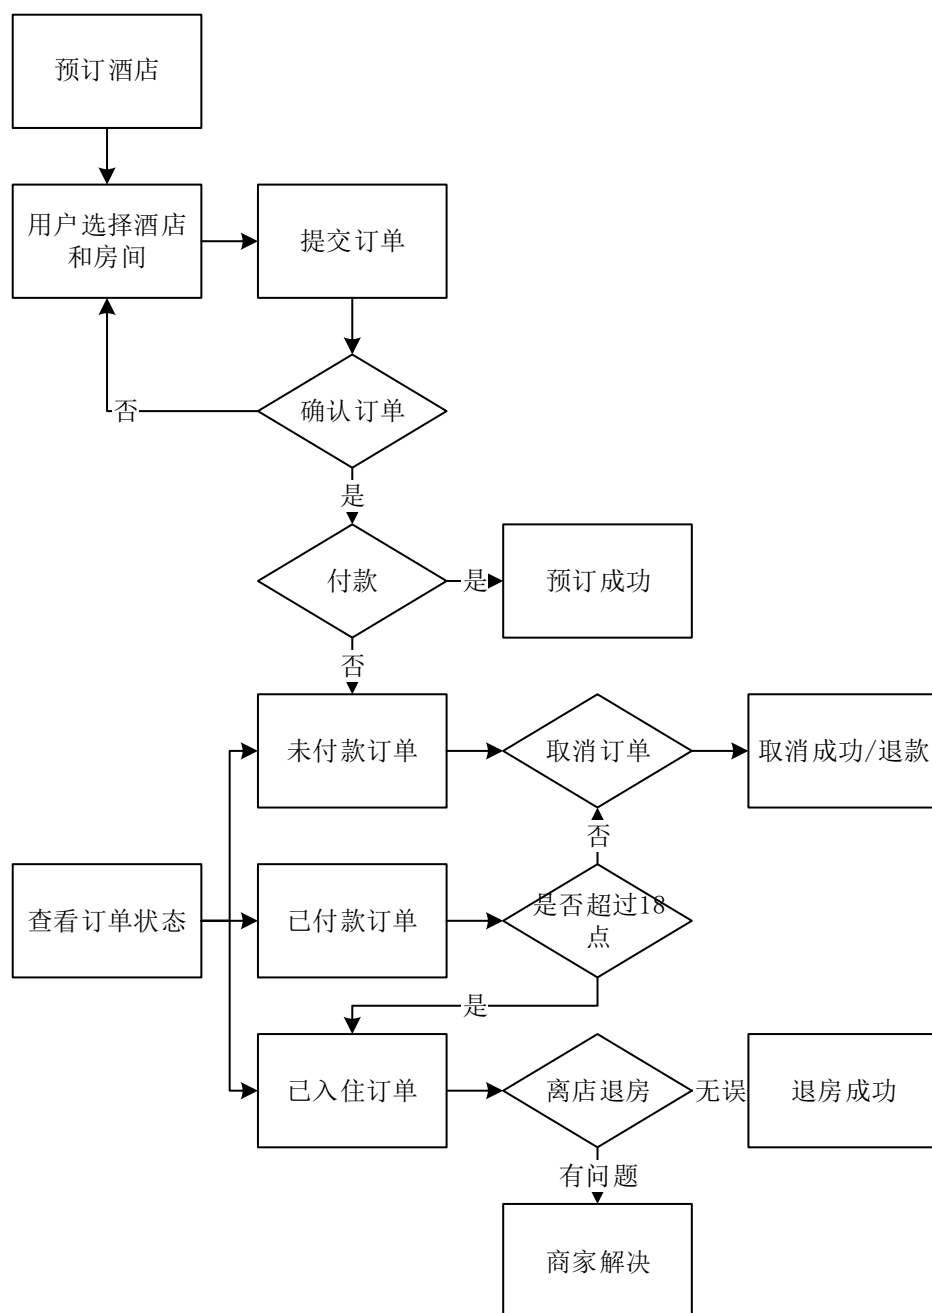 预订酒店
用户选择酒店
和房间
提交订单
确认订单
否
是
付款
是
预订成功
否
未付款订单
取消订单
取消成功/退款
否
查看订单状态
已付款订单
是否超过18
点
是
已入住订单
离店退房
无误
退房成功
有问题
商家解决